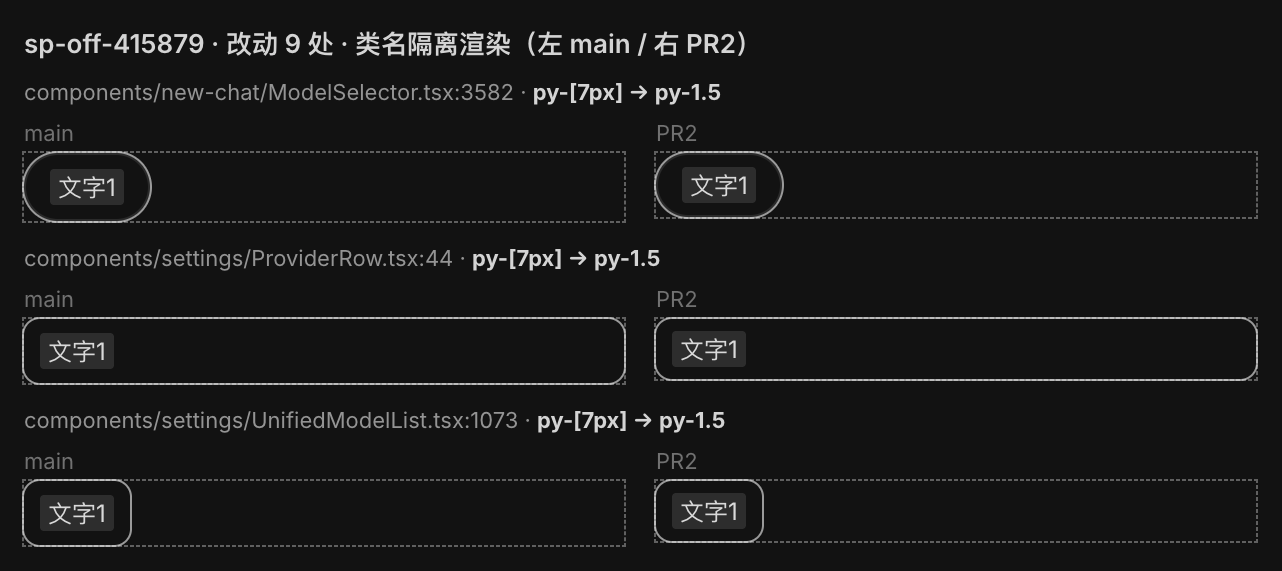 sp-off-415879 · 改动 9 处 · 类名隔离渲染（左 main / 右 PR2）
components/new-chat/ModelSelector.tsx:3582 · py-[7px] → py-1.5
main
PR2
文字1
文字1
components/settings/ProviderRow.tsx:44 · py-[7px] → py-1.5
main
PR2
文字1
文字1
components/settings/UnifiedModelList.tsx:1073 · py-[7px] → py-1.5
main
PR2
文字1
文字1